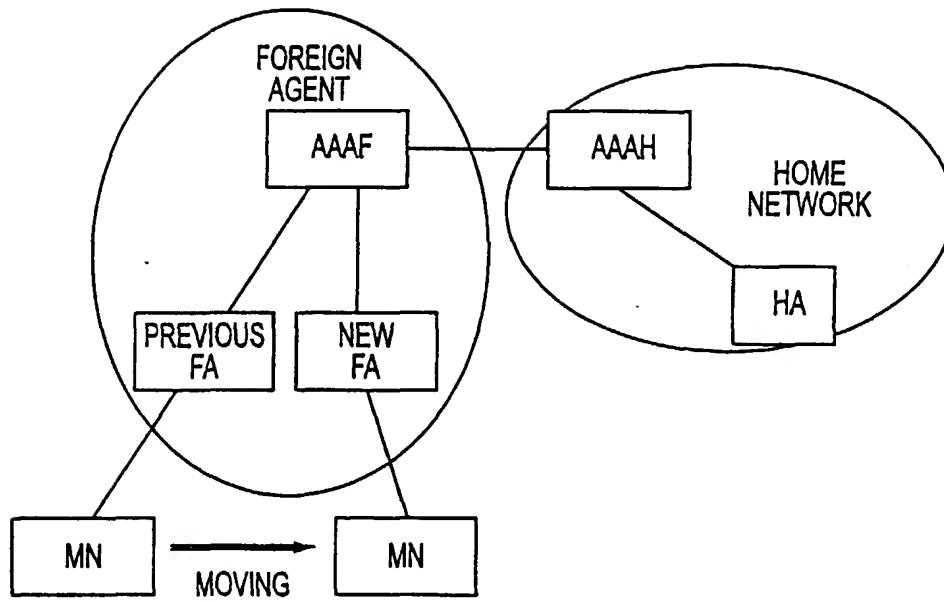 FOREIGN
AGENT
AAAF
AAAH
HOME
NETWORK
HA
PREVIOUS
FA
NEW
FA
MN
MOVING
MN